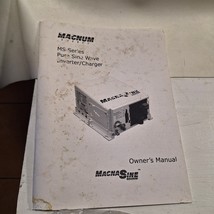 MAGNUM
MS Series
Pure Sine Wave
Inverter/Charger
Owner's Manual
MAGNASINE